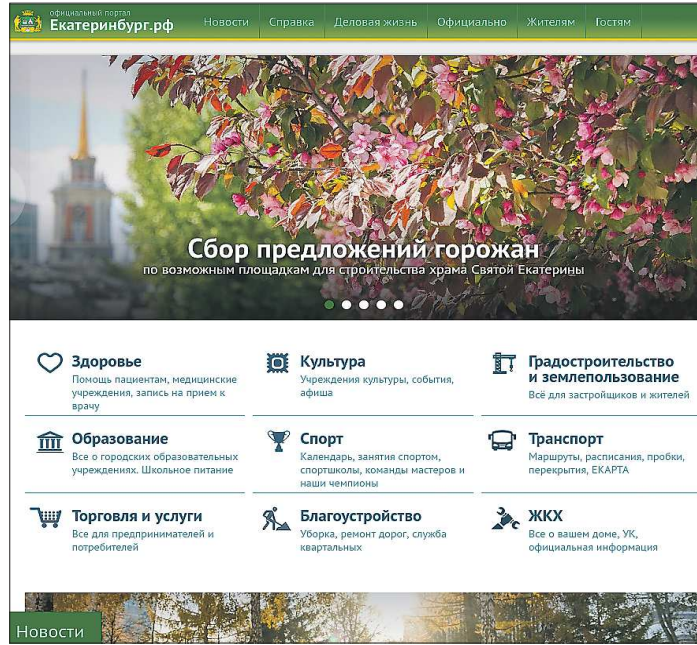 официальный портал
Екатеринбург.рф
Новости Справка Деловая жизнь Официально Жителям Гостям
Сбор предложений горожан
по возможным площадкам для строительства храма Святой Екатерины
Здоровье
Помощь пациентам, медицинские
учреждения, запись на прием к
врачу
Культура
Учреждения культуры, события,
афиша
Градостроительство
и землепользование
Всё для застройщиков и жителей
Образование
Все о городских образовательных
учреждениях. Школьное питание
Спорт
Календарь, занятия спортом,
спортшколы, команды мастеров и
наши чемпионы
Транспорт
Маршруты, расписания, пробки,
перекрытия, ЕКАРТА
Торговля и услуги
Все для предпринимателей и
потребителей
Благоустройство
Уборка, ремонт дорог, служба
квартальных
ЖКХ
Все о вашем доме, УК,
официальная информация
Новости